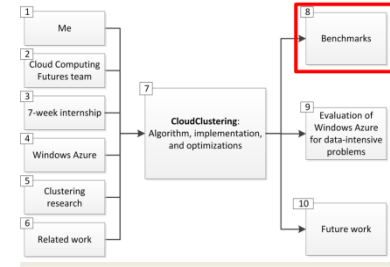 1
Me
2
Cloud Computing
Futures team
3
7-week internship
4
Windows Azure
5
Clustering
research
6
Related work
7
CloudClustering:
Algorithm, implementation,
and optimizations
8
Benchmarks
9
Evaluation of
Windows Azure
for data-intensive
problems
10
Future work